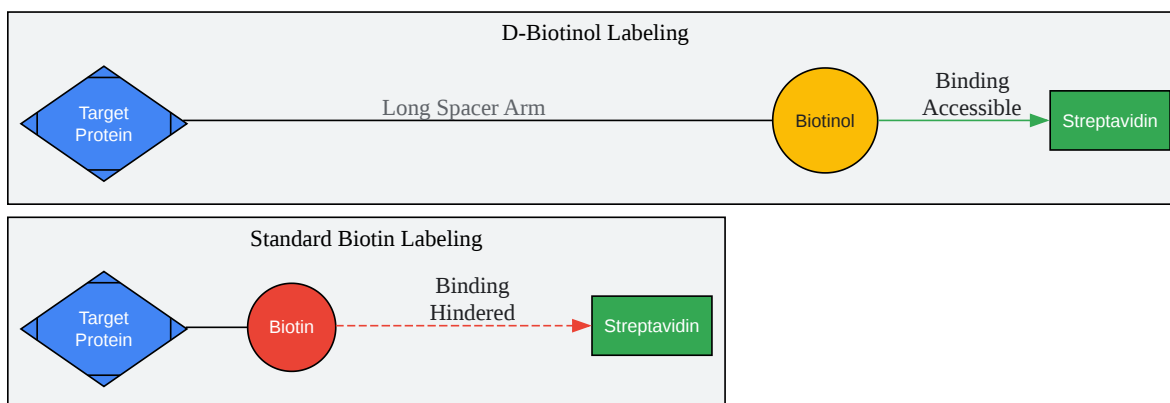 D-Biotinol Labeling
Target
Protein
Long Spacer Arm
Biotinol
Binding
Accessible
Streptavidin
Standard Biotin Labeling
Target
Protein
Biotin
Binding
Hindered
Streptavidin